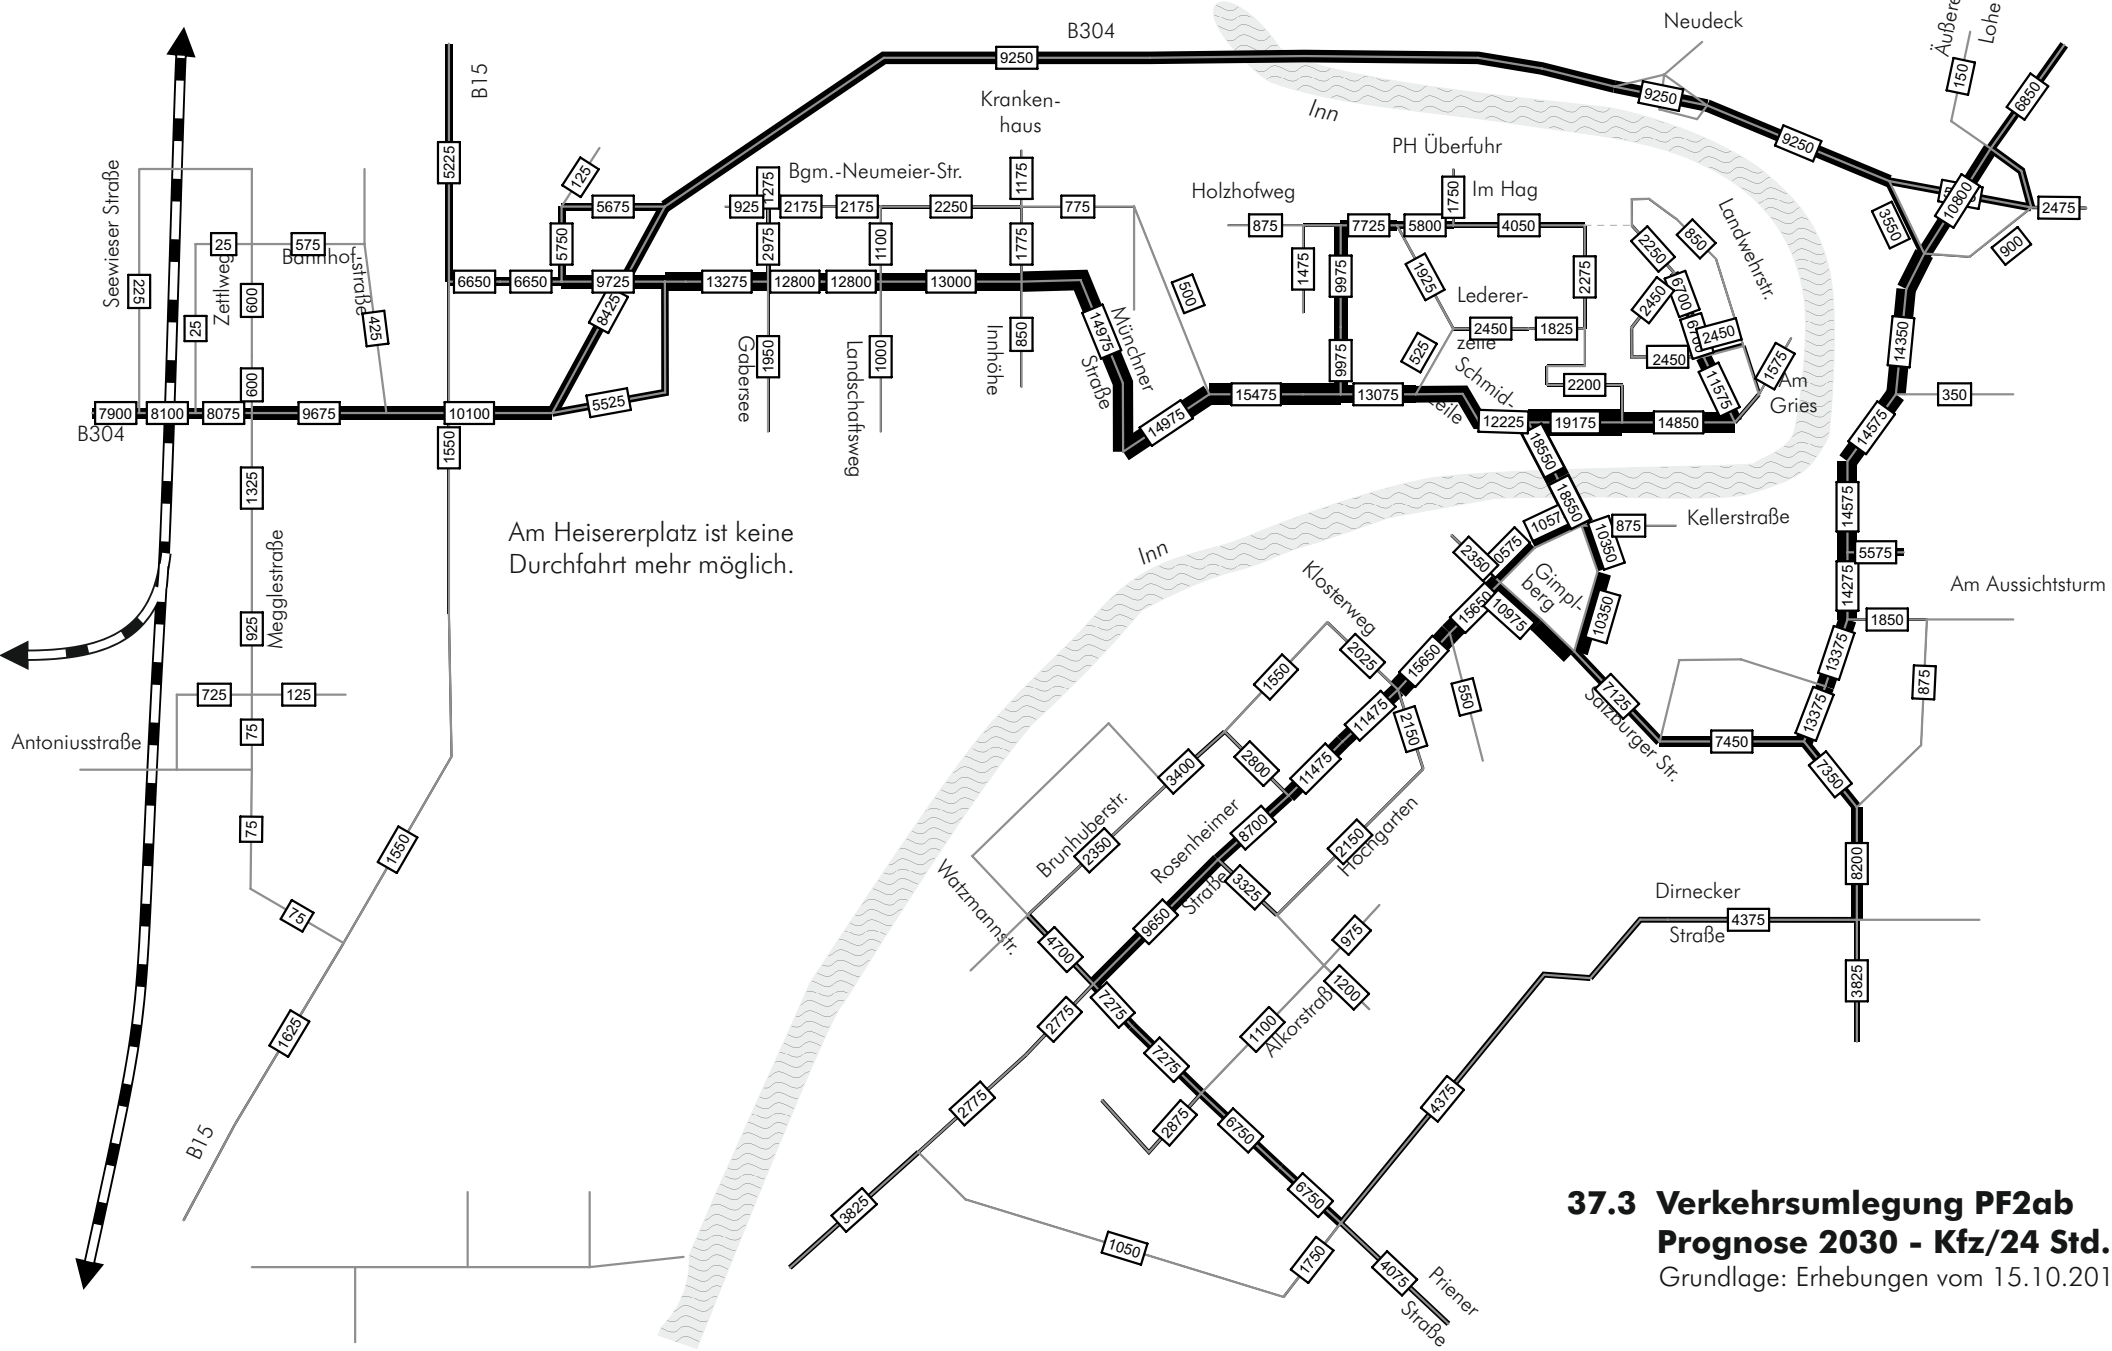 B304
Neudeck
Äußere
Lohe
B15
9250
Kranken-
haus
Inn
150
6850
5225
125
9250
9250
Seewieser Straße
Bgm.-Neumeier-Str.
1275
1175
PH Überfuhr
Holzhofweg
1750
Im Hag
Landwehrstr.
5675
925
2175
2175
2250
775
10800
2475
3550
900
25
575
Bahnhof-
straße
Zettlweg
5750
2975
1100
1775
875
7725
5800
4050
2250
850
225
600
425
25
6650
6650
9725
13275
12800
12800
13000
500
1475
9975
1925
2275
2450
6700
8425
14975
Münchner
Straße
Lederer-
zeile
2450
1825
2450
2450
14350
Gabersee
1950
Landschaftsweg
1000
Innhöhe
850
9975
525
Schmid-
zeile
2200
1575
Am
Gries
11575
350
600
7900
8100
8075
9675
10100
5525
15475
13075
B304
1550
14975
12225
19175
14850
14575
18550
18550
1325
14575
Am Heisererplatz ist keine
Durchfahrt mehr möglich.
875
Kellerstraße
10350
Inn
2350
5575
Megglestraße
Klosterweg
Gimpl-
berg
14275
Am Aussichtsturm
925
15650
10975
10350
1850
2025
15650
13375
725
125
1550
550
7125
875
75
11475
2150
Salzburger Str.
13375
Antoniusstraße
7450
3400
2800
11475
7350
75
Brunhuberstr.
2350
Rosenheimer
Straße
8700
2150
Hochgarten
1550
8200
Watzmannstr.
3325
Dirnecker
Straße
4375
75
4700
9650
975
1200
3825
1625
2775
7275
1100
Alkorstraß
2775
7275
4375
B15
2875
6750
3825
6750
1050
1750
4075
Priener
Straße
37.3 Verkehrsumlegung PF2ab
Prognose 2030 - Kfz/24 Std.
Grundlage: Erhebungen vom 15.10.201